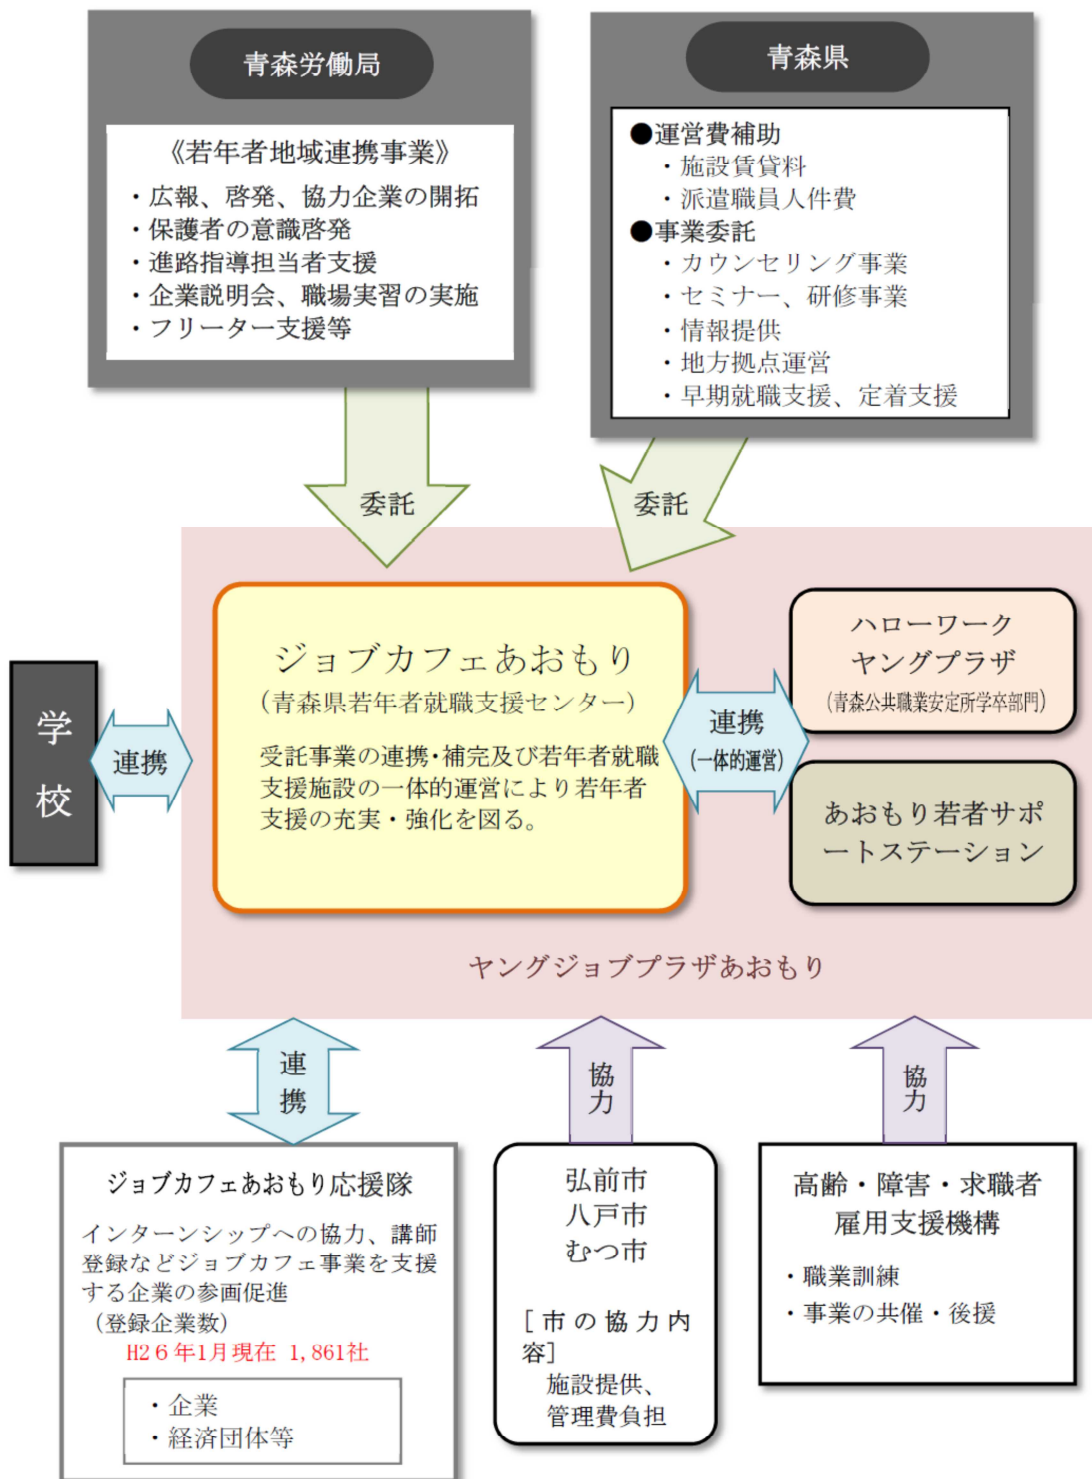 青森労働局
《若年者地域連携事業》
・広報、啓発、協力企業の開拓
・保護者の意識啓発
・進路指導担当者支援
・企業説明会、職場実習の実施
・フリーター支援等
青森県
●運営費補助
・施設賃貸料
・派遣職員人件費
●事業委託
・カウンセリング事業
・セミナー、研修事業
・情報提供
・地方拠点運営
・早期就職支援、定着支援
委託
委託
学校
連携
ジョブカフェあおもり
(青森県若年者就職支援センター)
受託事業の連携・補完及び若年者就職
支援施設の一体的運営により若年者
支援の充実・強化を図る。
連携
(一体的運営)
ハローワーク
ヤングプラザ
(青森公共職業安定所学卒部門)
あおもり若者サポ
ートステーション
ヤングジョブプラザあおもり
連携
協力
協力
ジョブカフェあおもり応援隊
インターンシップへの協力、講師
登録などジョブカフェ事業を支援
する企業の参画促進
(登録企業数)
H26年1月現在 1,861社
・企業
・経済団体等
弘前市
八戸市
むつ市
[市の協力内
容]
施設提供、
管理費負担
高齢・障害・求職者
雇用支援機構
・職業訓練
・事業の共催・後援